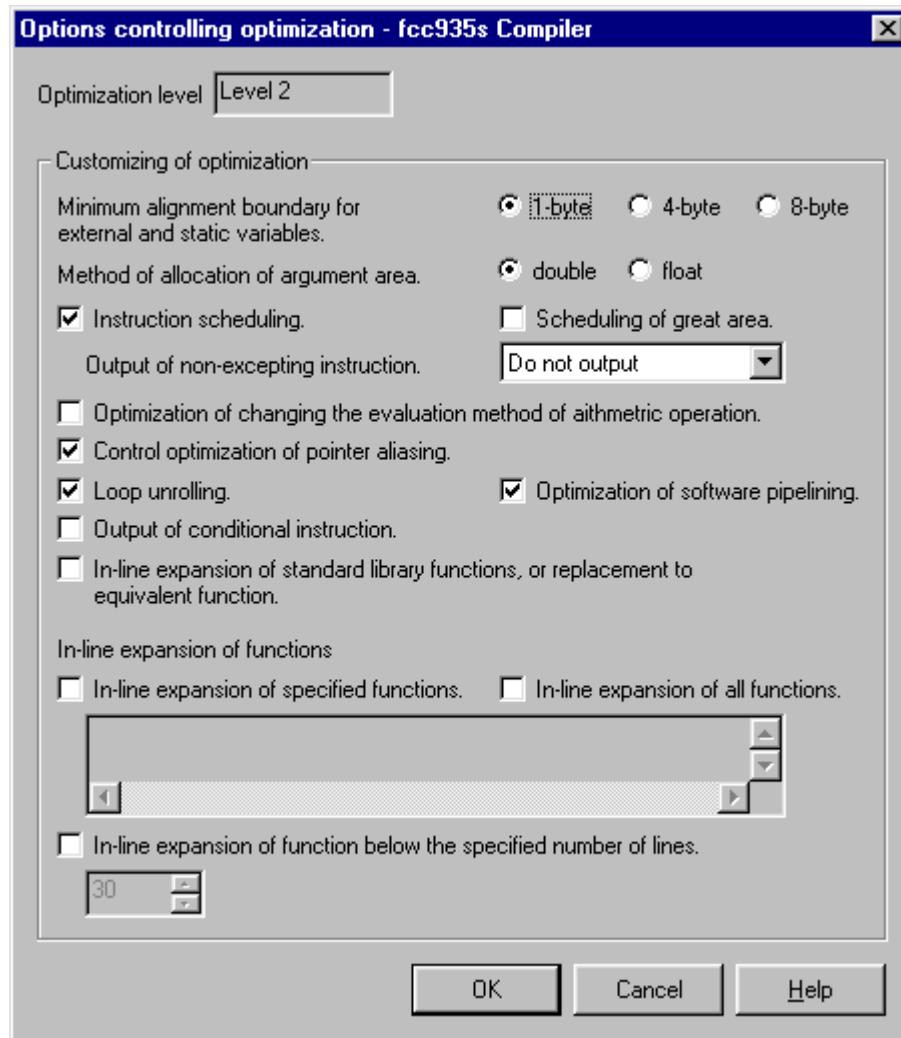 Options controlling optimization - fcc935s Compiler
Optimization level Level 2
Customizing of optimization
Minimum alignment boundary for 1-byte 4-byte 8-byte
external and static variables.
Method of allocation of argument area. double float
Instruction scheduling. Scheduling of great area.
Output of non-excepting instruction. Do not output
Optimization of changing the evaluation method of aithmetric operation.
Control optimization of pointer aliasing.
Loop unrolling. Optimization of software pipelining.
Output of conditional instruction.
In-line expansion of standard library functions, or replacement to
equivalent function.
In-line expansion of functions
In-line expansion of specified functions. In-line expansion of all functions.
In-line expansion of function below the specified number of lines.
30
OK Cancel Help